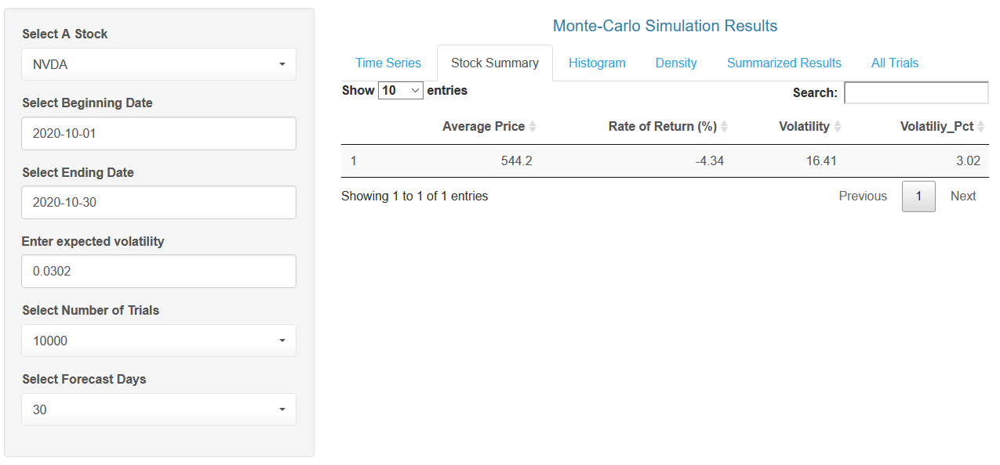 Select A Stock
NVDA
Select Beginning Date
2020-10-01
Select Ending Date
2020-10-30
Enter expected volatility
0.0302
Select Number of Trials
10000
Select Forecast Days
30
Monte-Carlo Simulation Results
Time Series Stock Summary Histogram Density Summarized Results All Trials
Show 10 entries Search:
Average Price Rate of Return (%) Volatility Volatiliy_Pct
1 544.2 -4.34 16.41 3.02
Showing 1 to 1 of 1 entries Previous 1 Next